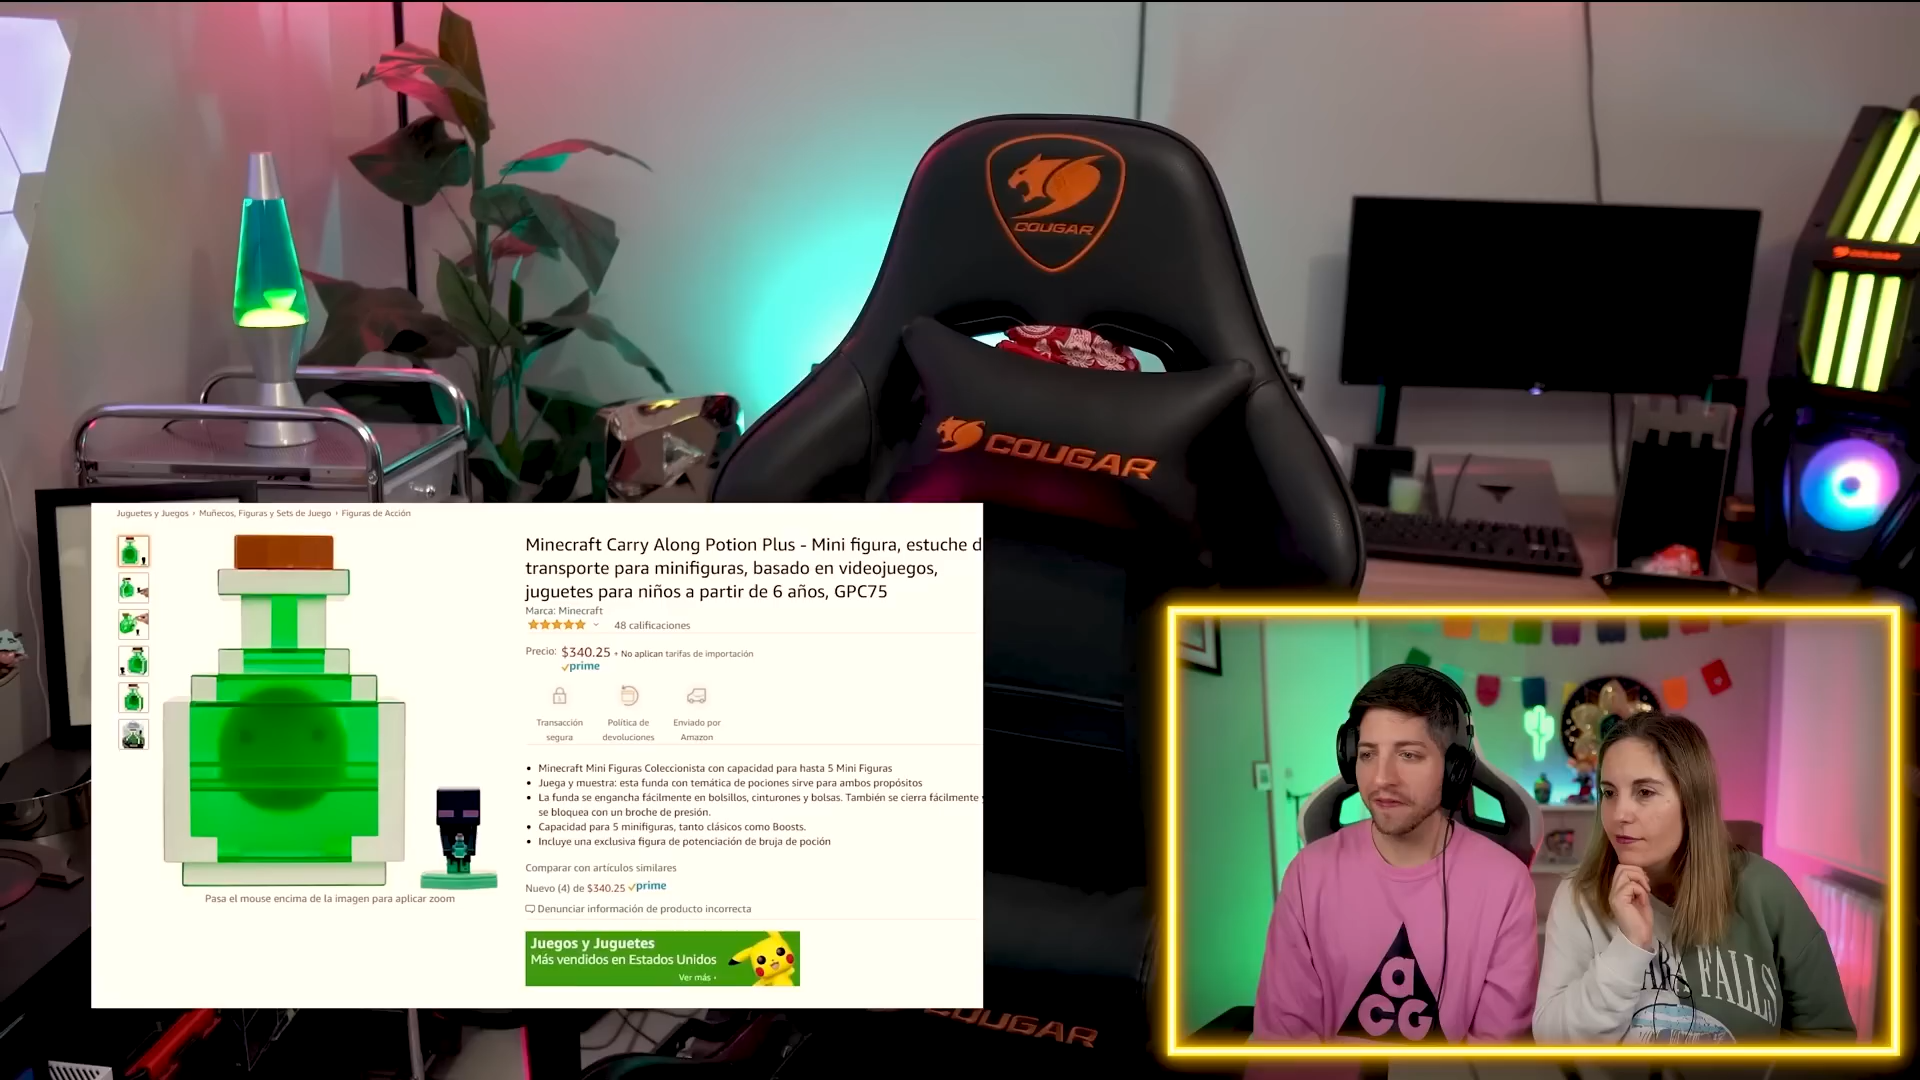 COUGAR
COUGAR
COUGAR
Juguetes y Juegos › Muñecos, Figuras y Sets de Juego › Figuras de Acción
Minecraft Carry Along Potion Plus - Mini figura, estuche d
transporte para minifiguras, basado en videojuegos,
juguetes para niños a partir de 6 años, GPC75
Marca: Minecraft
48 calificaciones
Precio: $340.25 + No aplican tarifas de importación
prime
Transacción segura
Política de devoluciones
Enviado por Amazon
• Minecraft Mini Figuras Coleccionista con capacidad para hasta 5 Mini Figuras
• Juega y muestra: esta funda con temática de pociones sirve para ambos propósitos
• La funda se engancha fácilmente en bolsillos, cinturones y bolsas. También se cierra fácilmente y
se bloquea con un broche de presión.
• Capacidad para 5 minifiguras, tanto clásicos como Boosts.
• Incluye una exclusiva figura de potenciación de bruja de poción
Comparar con artículos similares
Nuevo (4) de $340.25 prime
Denunciar información de producto incorrecta
Pasa el mouse encima de la imagen para aplicar zoom
Juegos y Juguetes
Más vendidos en Estados Unidos
Ver más ›
COUGAR
aCG
FALLS